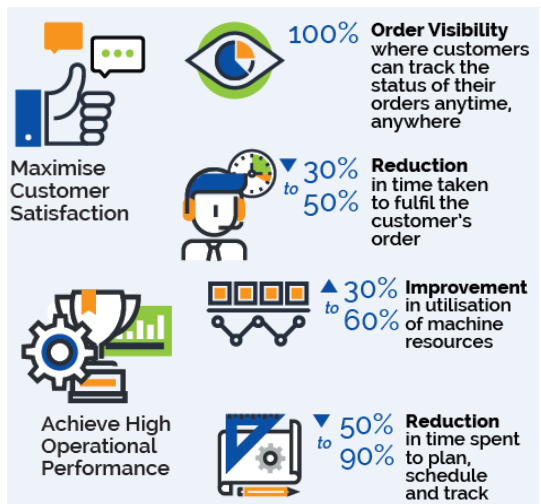 Maximise
Customer
Satisfaction
100%
Order Visibility
where customers
can track the
status of their
orders anytime,
anywhere
▼ 30%
to 50%
Reduction
in time taken
to fulfil the
customer's
order
Achieve High
Operational
Performance
▲ 30%
to 60%
Improvement
in utilisation
of machine
resources
▼ 50%
to 90%
Reduction
in time spent
to plan,
schedule
and track